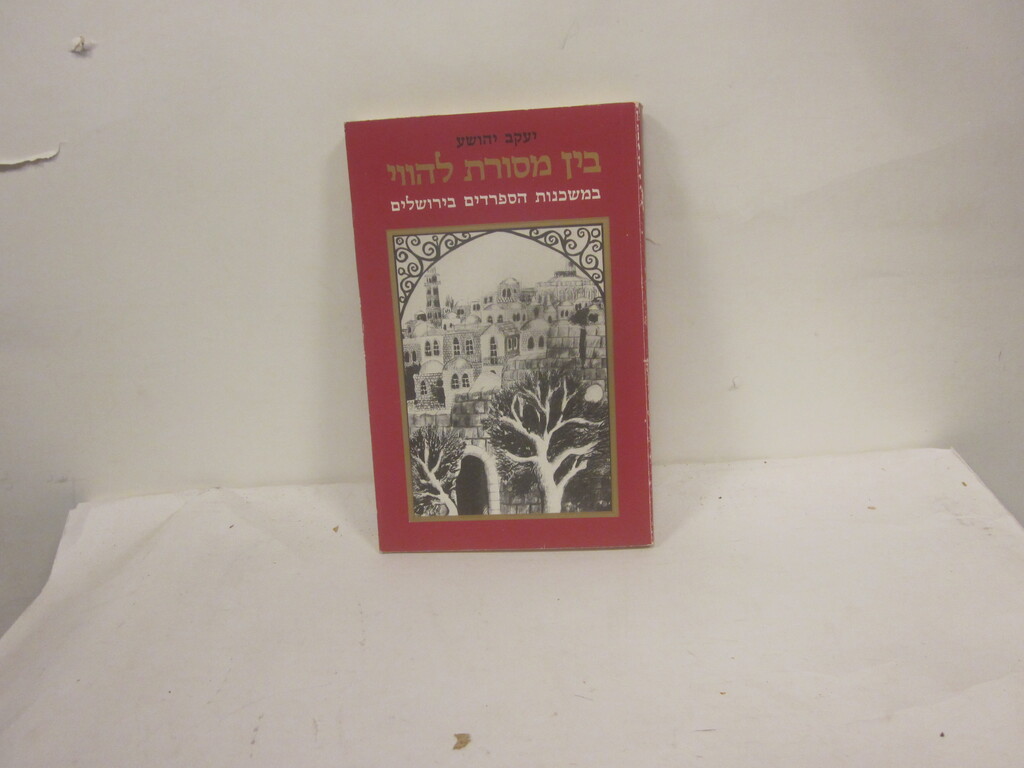 יעקב יהושע
בין מסורת להווי
במשכנות הספרדים בירושלים